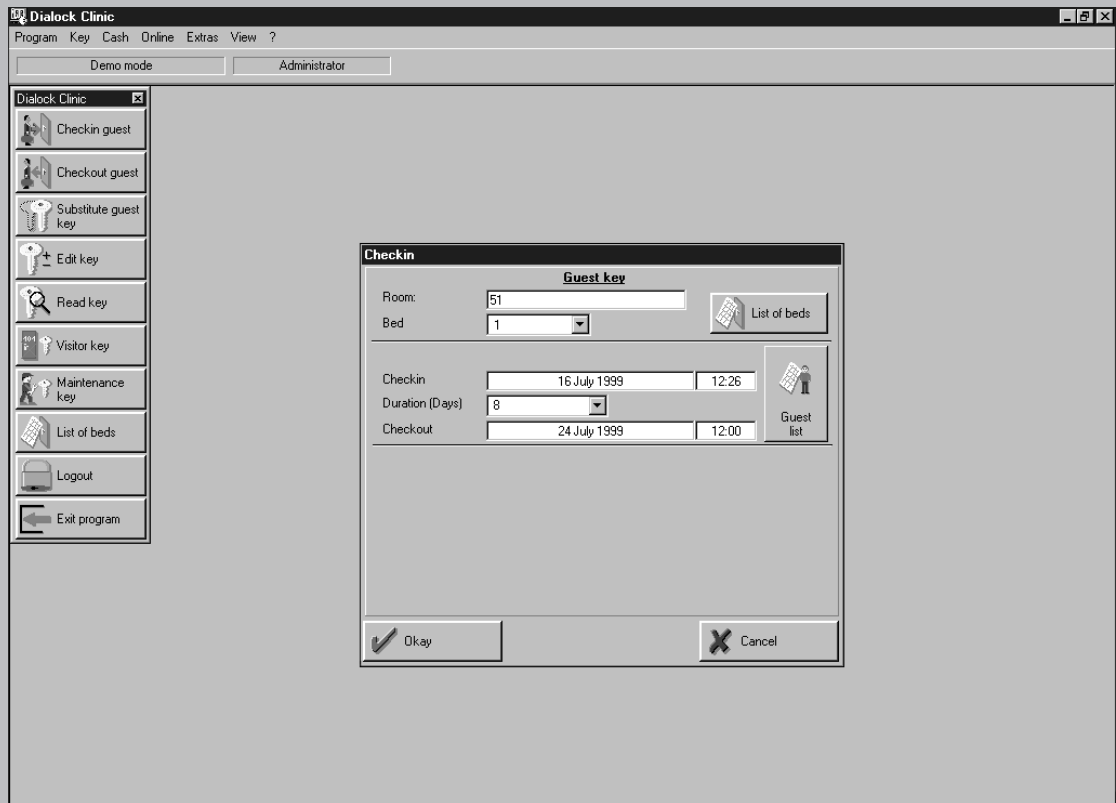 Dialock Clinic
Program Key Cash Online Extras View ?
Demo mode Administrator
Dialock Clinic
Checkin guest
Checkout guest
Substitute guest
key
Edit key
Read key
Visitor key
Maintenance
key
List of beds
Logout
Exit program
Checkin
Guest key
Room: 51
Bed 1
List of beds
Checkin 16 July 1999 12:26
Duration (Days) 8
Checkout 24 July 1999 12:00
Guest
list
Okay Cancel